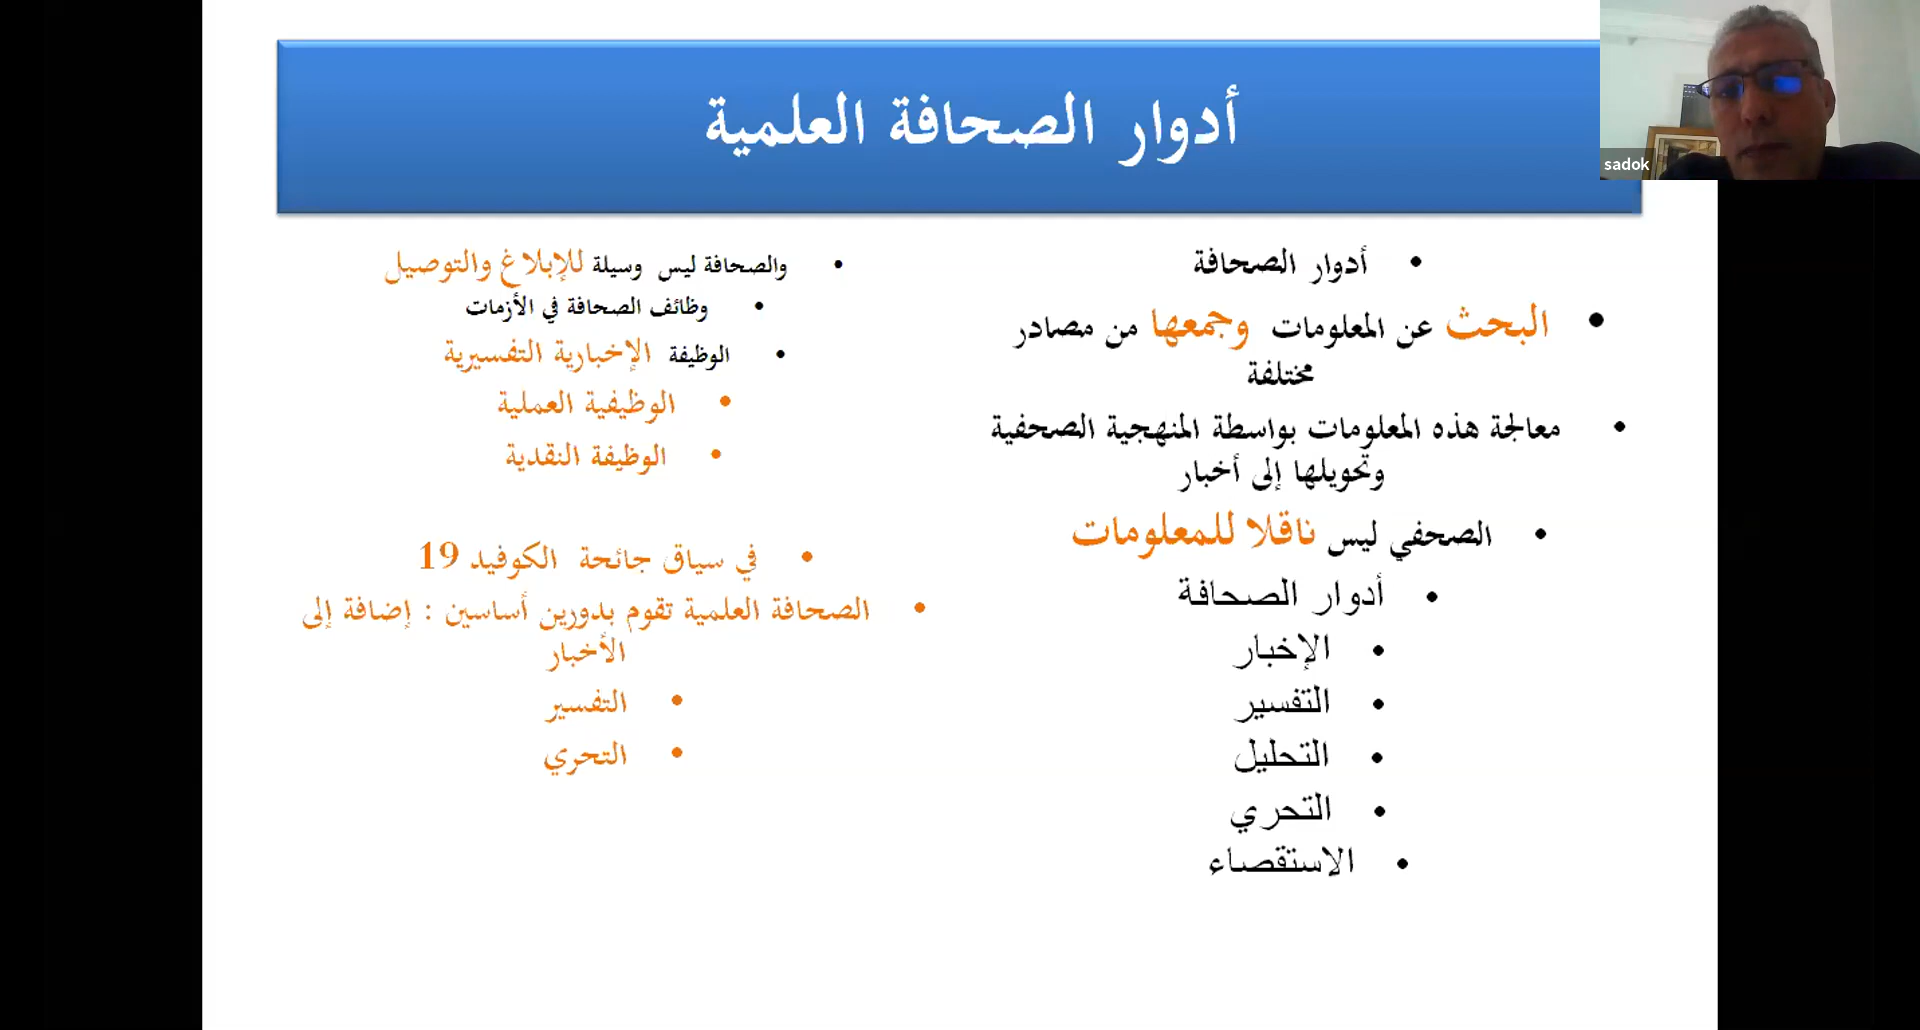 أدوار الصحافة العلمية
sadok
• أدوار الصحافة
• البحث عن المعلومات وجمعها من مصادر
مختلفة
• معالجة هذه المعلومات بواسطة المنهجية الصحفية
وتحويلها إلى أخبار
• الصحفي ليس ناقلا للمعلومات
• أدوار الصحافة
• الإخبار
• التفسير
• التحليل
• التحري
• الاستقصاء
• والصحافة ليس وسيلة للإبلاغ والتوصيل
• وظائف الصحافة في الأزمات
• الوظيفة الإخبارية التفسيرية
• الوظيفية العملية
• الوظيفة النقدية
• في سياق جائحة الكوفيد 19
• الصحافة العلمية تقوم بدورين أساسين : إضافة إلى
الأخبار
• التفسير
• التحري